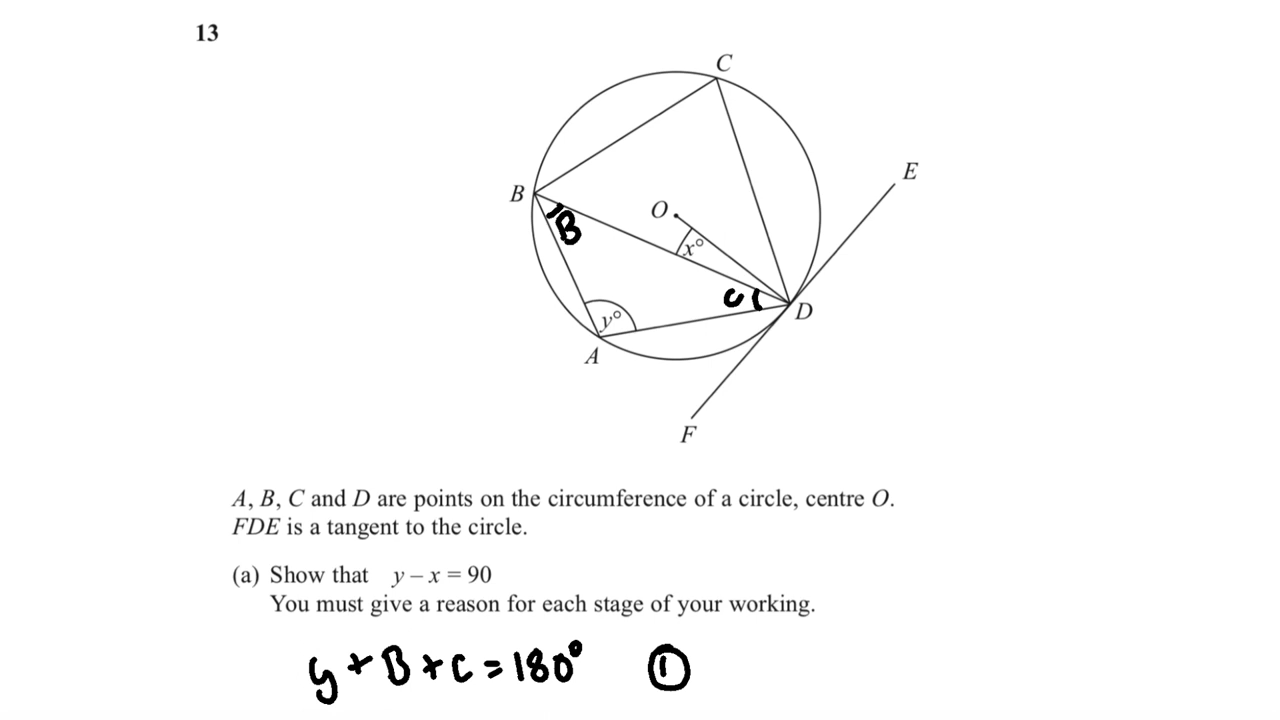 13
C
E
B
O
B
x°
C
D
y°
A
F
A, B, C and D are points on the circumference of a circle, centre O.
FDE is a tangent to the circle.
(a) Show that y – x = 90
You must give a reason for each stage of your working.
y + B + C = 180° ①